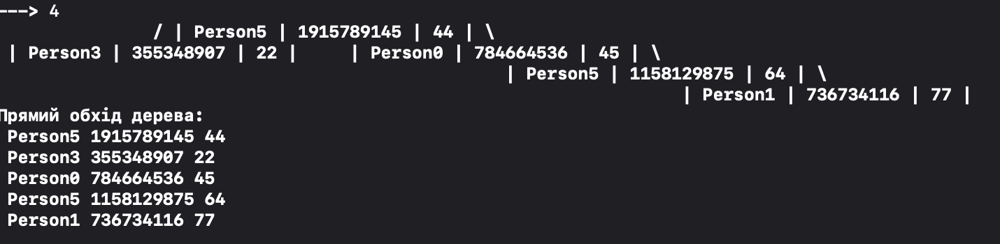 ---> 4
/ | Person5 | 1915789145 | 44 | \
| Person3 | 355348907 | 22 | | Person0 | 784664536 | 45 | \
| Person5 | 1158129875 | 64 | \
| Person1 | 736734116 | 77 |
Прямий обхід дерева:
Person5 1915789145 44
Person3 355348907 22
Person0 784664536 45
Person5 1158129875 64
Person1 736734116 77